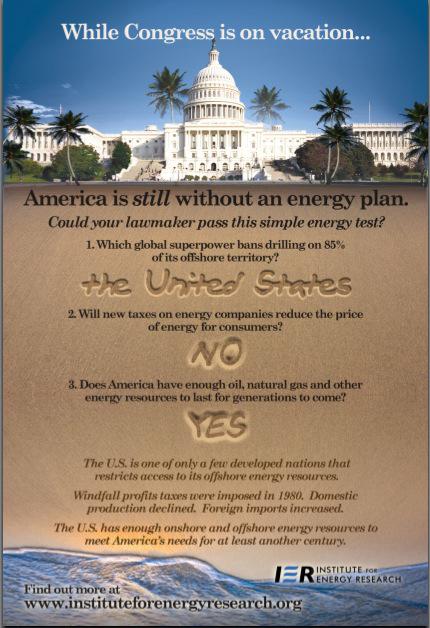 While Congress is on vacation...
America is still without an energy plan.
Could your lawmaker pass this simple energy test?
1. Which global superpower bans drilling on 85%
of its offshore territory?
the United States
2. Will new taxes on energy companies reduce the price
of energy for consumers?
NO
3. Does America have enough oil, natural gas and other
energy resources to last for generations to come?
YES
The U.S. is one of only a few developed nations that
restricts access to its offshore energy resources.
Windfall profits taxes were imposed in 1980. Domestic
production declined. Foreign imports increased.
The U.S. has enough onshore and offshore energy resources to
meet America's needs for at least another century.
IER INSTITUTE FOR
ENERGY RESEARCH
Find out more at
www.instituteforenergyresearch.org